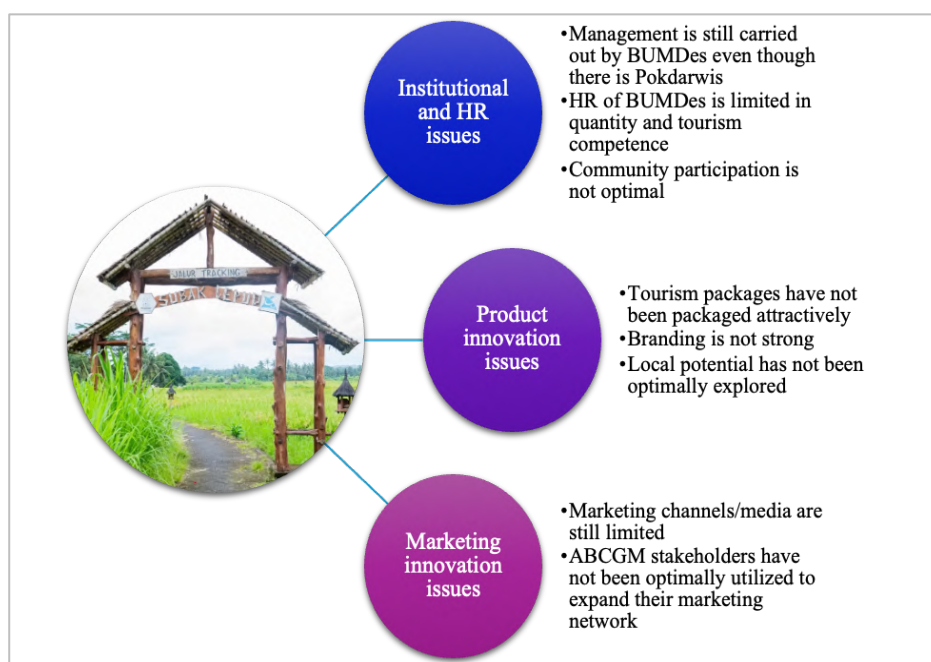 Institutional
and HR
issues
•Management is still carried
out by BUMDes even though
there is Pokdarwis
•HR of BUMDes is limited in
quantity and tourism
competence
•Community participation is
not optimal
JALUR TRACKING
SUBAK
Product
innovation
issues
•Tourism packages have not
been packaged attractively
•Branding is not strong
•Local potential has not been
optimally explored
Marketing
innovation
issues
•Marketing channels/media are
still limited
•ABCGM stakeholders have
not been optimally utilized to
expand their marketing
network